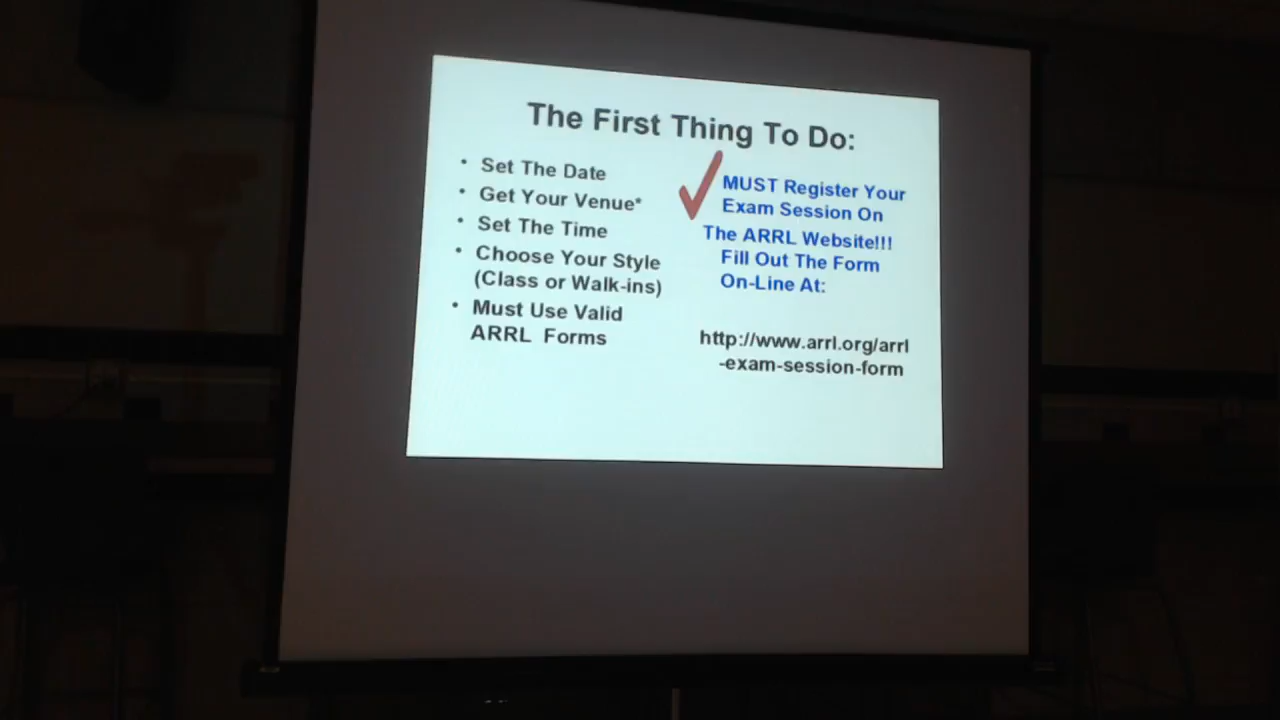 The First Thing To Do:
• Set The Date
• Get Your Venue*
• Set The Time
• Choose Your Style
(Class or Walk-ins)
• Must Use Valid
ARRL Forms
MUST Register Your
Exam Session On
The ARRL Website!!!
Fill Out The Form
On-Line At:
http://www.arrl.org/arrl
-exam-session-form